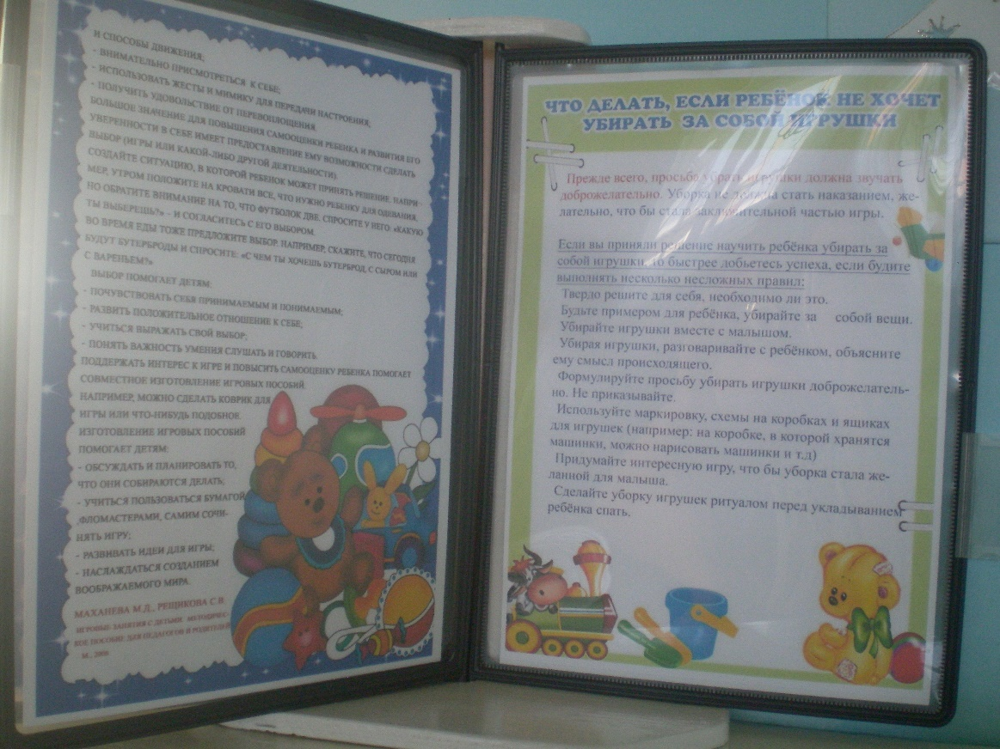 И СПОСОБЫ ДВИЖЕНИЯ;
- ВНИМАТЕЛЬНО ПРИСМОТРЕТЬСЯ К СЕБЕ;
- ИСПОЛЬЗОВАТЬ ЖЕСТЫ И МИМИКУ ДЛЯ ПЕРЕДАЧИ НАСТРОЕНИЯ;
- ПОЛУЧИТЬ УДОВОЛЬСТВИЕ ОТ ПЕРЕВОПЛОЩЕНИЯ.
БОЛЬШОЕ ЗНАЧЕНИЕ ДЛЯ ПОВЫШЕНИЯ САМООЦЕНКИ РЕБЕНКА И РАЗВИТИЯ ЕГО
УВЕРЕННОСТИ В СЕБЕ ИМЕЕТ ПРЕДОСТАВЛЕНИЕ ЕМУ ВОЗМОЖНОСТИ СДЕЛАТЬ
ВЫБОР (ИГРЫ ИЛИ КАКОЙ-ЛИБО ДРУГОЙ ДЕЯТЕЛЬНОСТИ).
СОЗДАЙТЕ СИТУАЦИЮ, В КОТОРОЙ РЕБЕНОК МОЖЕТ ПРИНЯТЬ РЕШЕНИЕ. НАПРИ-
МЕР, УТРОМ ПОЛОЖИТЕ НА КРОВАТИ ВСЕ, ЧТО НУЖНО РЕБЕНКУ ДЛЯ ОДЕВАНИЯ,
НО ОБРАТИТЕ ВНИМАНИЕ НА ТО, ЧТО ФУТБОЛОК ДВЕ. СПРОСИТЕ У НЕГО: «КАКУЮ
ТЫ ВЫБЕРЕШЬ?» – И СОГЛАСИТЕСЬ С ЕГО ВЫБОРОМ.
ВО ВРЕМЯ ЕДЫ ТОЖЕ ПРЕДЛОЖИТЕ ВЫБОР. НАПРИМЕР, СКАЖИТЕ, ЧТО СЕГОДНЯ
БУДУТ БУТЕРБРОДЫ И СПРОСИТЕ: «С ЧЕМ ТЫ ХОЧЕШЬ БУТЕРБРОД, С СЫРОМ ИЛИ
С ВАРЕНЬЕМ?»
ВЫБОР ПОМОГАЕТ ДЕТЯМ:
- ПОЧУВСТВОВАТЬ СЕБЯ ПРИНИМАЕМЫМ И ПОНИМАЕМЫМ;
- РАЗВИТЬ ПОЛОЖИТЕЛЬНОЕ ОТНОШЕНИЕ К СЕБЕ;
- УЧИТЬСЯ ВЫРАЖАТЬ СВОЙ ВЫБОР;
- ПОНЯТЬ ВАЖНОСТЬ УМЕНИЯ СЛУШАТЬ И ГОВОРИТЬ.
ПОДДЕРЖАТЬ ИНТЕРЕС К ИГРЕ И ПОВЫСИТЬ САМООЦЕНКУ РЕБЕНКА ПОМОГАЕТ
СОВМЕСТНОЕ ИЗГОТОВЛЕНИЕ ИГРОВЫХ ПОСОБИЙ.
НАПРИМЕР, МОЖНО СДЕЛАТЬ КОВРИК ДЛЯ
ИГРЫ ИЛИ ЧТО-НИБУДЬ ПОДОБНОЕ.
ИЗГОТОВЛЕНИЕ ИГРОВЫХ ПОСОБИЙ
ПОМОГАЕТ ДЕТЯМ:
- ОБСУЖДАТЬ И ПЛАНИРОВАТЬ ТО,
ЧТО ОНИ СОБИРАЮТСЯ ДЕЛАТЬ;
- УЧИТЬСЯ ПОЛЬЗОВАТЬСЯ БУМАГОЙ
,ФЛОМАСТЕРАМИ, САМИМ СОЧИ-
НЯТЬ ИГРУ;
- РАЗВИВАТЬ ИДЕИ ДЛЯ ИГРЫ;
- НАСЛАЖДАТЬСЯ СОЗДАНИЕМ
ВООБРАЖАЕМОГО МИРА.
МАХАНЕВА М.Д., РЕЩИКОВА С.В.
ИГРОВЫЕ ЗАНЯТИЯ С ДЕТЬМИ. МЕТОДИЧЕС-
КОЕ ПОСОБИЕ ДЛЯ ПЕДАГОГОВ И РОДИТЕЛЕЙ
М.,
ЧТО ДЕЛАТЬ, ЕСЛИ РЕБЁНОК НЕ ХОЧЕТ
УБИРАТЬ ЗА СОБОЙ ИГРУШКИ
Прежде всего, просьба убрать игрушки должна звучать
доброжелательно. Уборка не должна стать наказанием, же-
лательно, что бы стала заключительной частью игры.
Если вы приняли решение научить ребёнка убирать за
собой игрушки, то быстрее добьетесь успеха, если будите
выполнять несколько несложных правил:
Твердо решите для себя, необходимо ли это.
Будьте примером для ребёнка, убирайте за собой вещи.
Убирайте игрушки вместе с малышом.
Убирая игрушки, разговаривайте с ребёнком, объясните
ему смысл происходящего.
Формулируйте просьбу убирать игрушки доброжелатель-
но. Не приказывайте.
Используйте маркировку, схемы на коробках и ящиках
для игрушек (например: на коробке, в которой хранятся
машинки, можно нарисовать машинки и т.д)
Придумайте интересную игру, что бы уборка стала же-
ланной для малыша.
Сделайте уборку игрушек ритуалом перед укладыванием
ребёнка спать.